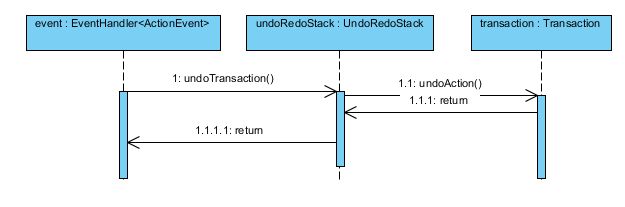 event : EventHandler<ActionEvent>
undoRedoStack : UndoRedoStack
transaction : Transaction
1: undoTransaction()
1.1: undoAction()
1.1.1: return
1.1.1.1: return